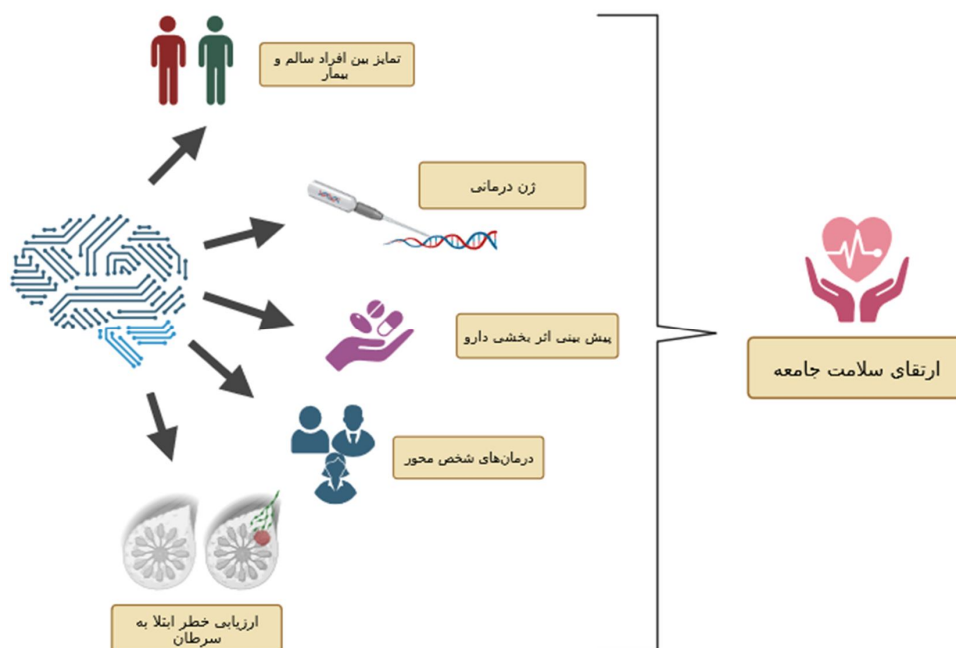 تمایز بین افراد سالم و
بیمار
ژن درمانی
پیش بینی اثر بخشی دارو
درمان‌های شخص محور
ارزیابی خطر ابتلا به
سرطان
ارتقای سلامت جامعه